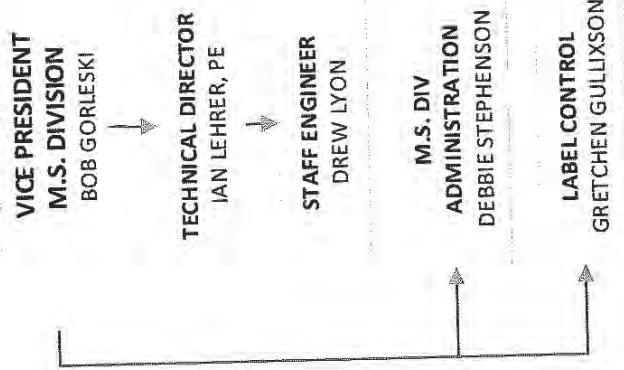 VICE PRESIDENT
M.S. DIVISION
BOB GORLESKI
TECHNICAL DIRECTOR
IAN LEHRER, PE
STAFF ENGINEER
DREW LYON
M.S. DIV
ADMINISTRATION
DEBBIE STEPHENSON
LABEL CONTROL
GRETCHEN GULLIXSON